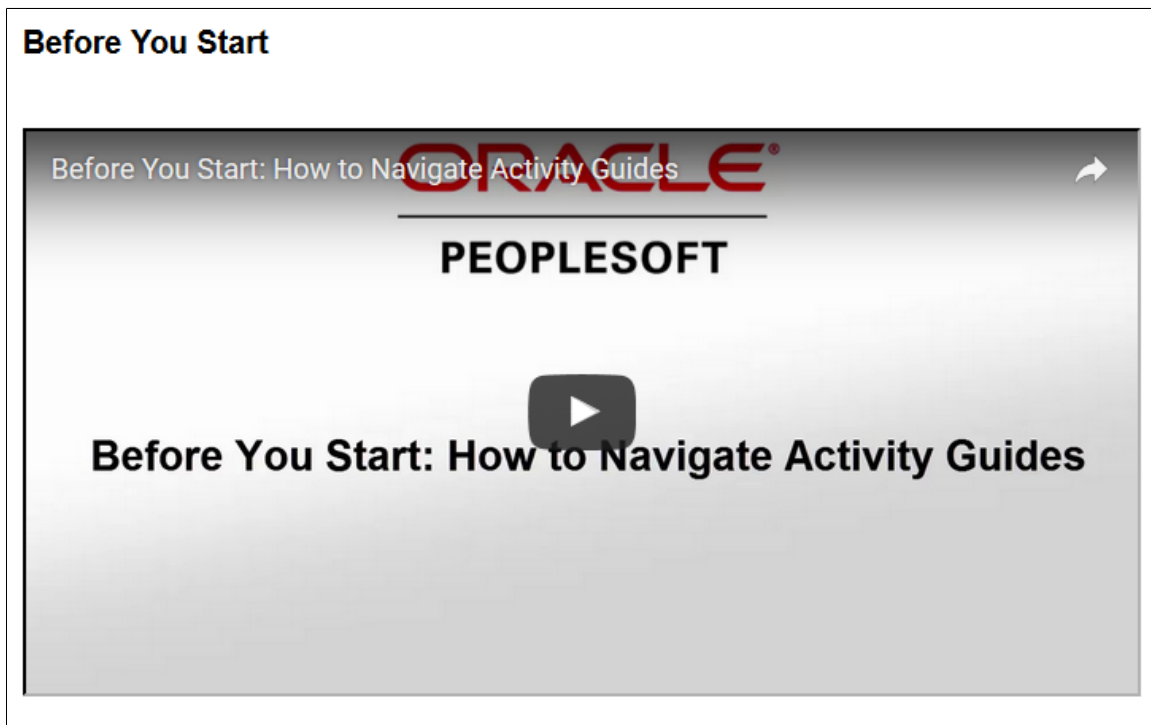 Before You Start
Before You Start: How to Navigate Activity Guides
ORACLE®
PEOPLESOFT
Before You Start: How to Navigate Activity Guides